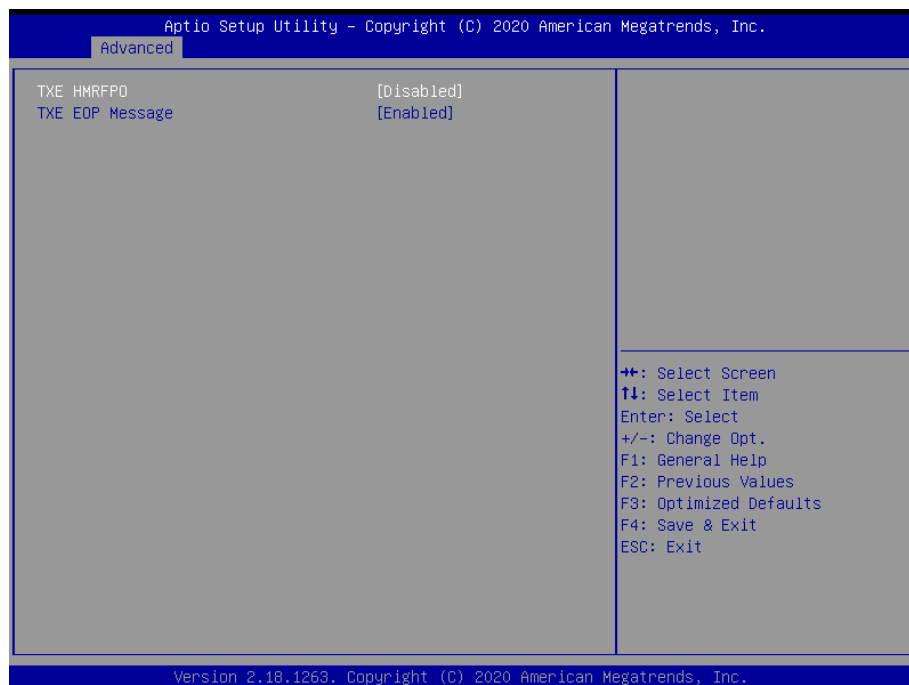 Aptio Setup Utility – Copyright (C) 2020 American Megatrends, Inc.
Advanced
TXE HMRFPO [Disabled]
TXE EOP Message [Enabled]
→←: Select Screen
↑↓: Select Item
Enter: Select
+/-: Change Opt.
F1: General Help
F2: Previous Values
F3: Optimized Defaults
F4: Save & Exit
ESC: Exit
Version 2.18.1263. Copyright (C) 2020 American Megatrends, Inc.